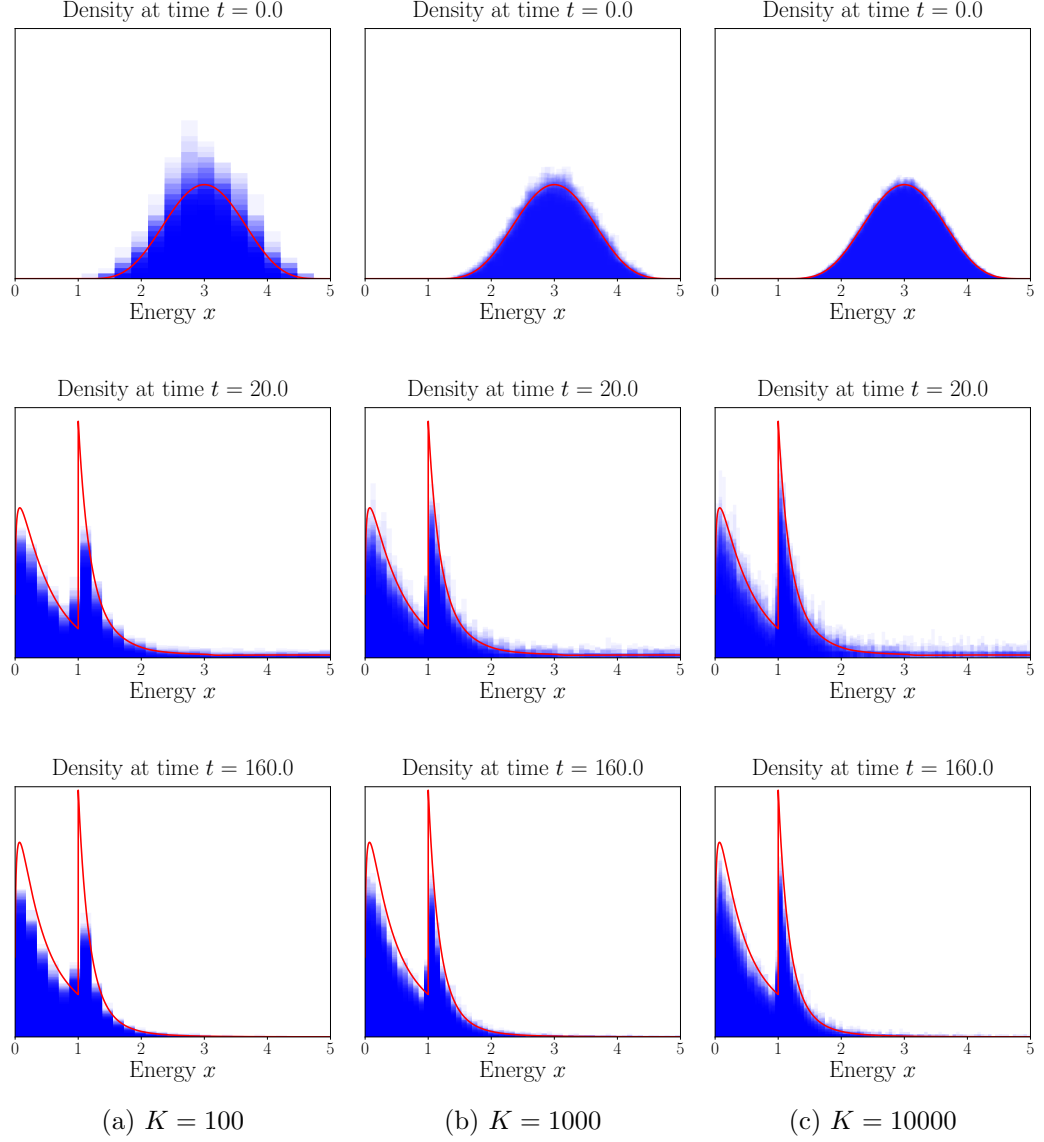 Density at time t = 0.0 Density at time t = 0.0 Density at time t = 0.0
0 1 2 3 4 5 0 1 2 3 4 5 0 1 2 3 4 5
Energy x Energy x Energy x
Density at time t = 20.0 Density at time t = 20.0 Density at time t = 20.0
0 1 2 3 4 5 0 1 2 3 4 5 0 1 2 3 4 5
Energy x Energy x Energy x
Density at time t = 160.0 Density at time t = 160.0 Density at time t = 160.0
0 1 2 3 4 5 0 1 2 3 4 5 0 1 2 3 4 5
Energy x Energy x Energy x
(a) K = 100 (b) K = 1000 (c) K = 10000